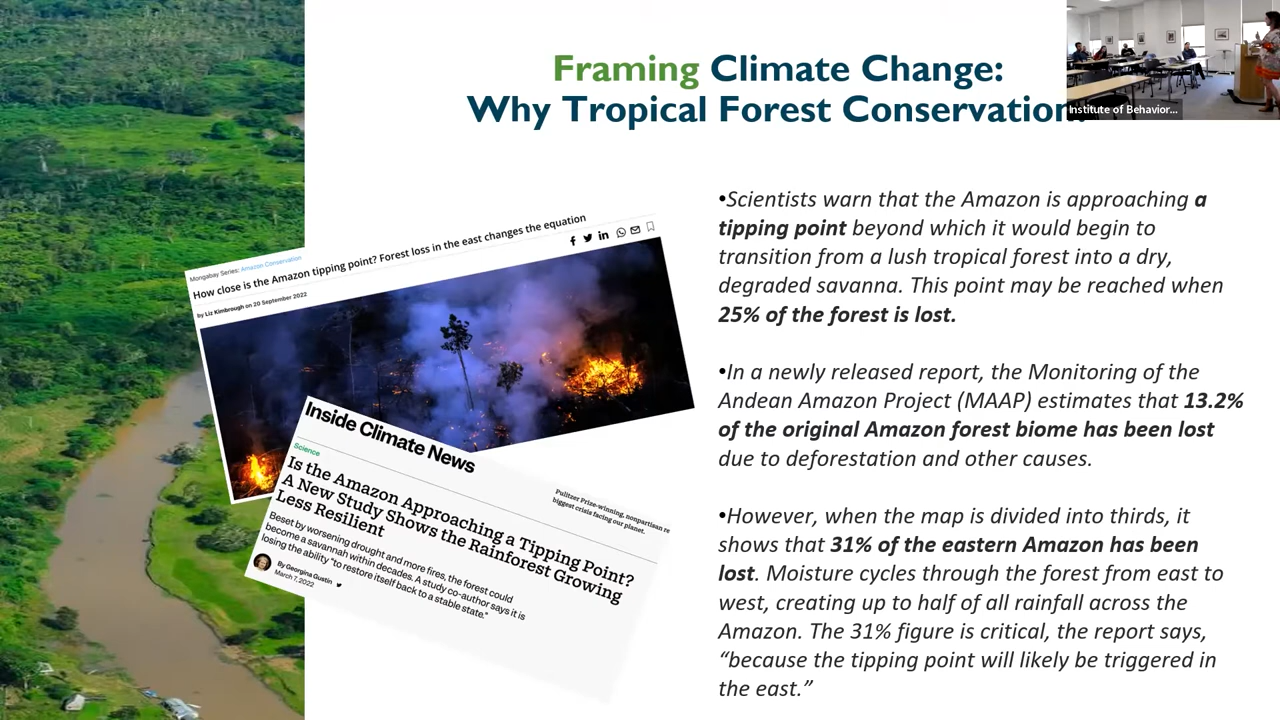 Framing Climate Change:
Why Tropical Forest Conservation
Institute of Behavior...
Mongabay Series: Amazon Conservation
How close is the Amazon tipping point? Forest loss in the east changes the equation
by Liz Kimbrough on 20 September 2022
Inside Climate News
Pulitzer Prize-winning, nonpartisan re
biggest crisis facing our planet.
Science
Is the Amazon Approaching a Tipping Point?
A New Study Shows the Rainforest Growing
Less Resilient
Beset by worsening drought and more fires, the forest could
become a savannah within decades. A study co-author says it is
losing the ability "to restore itself back to a stable state."
By Georgina Gustin
March 7, 2022
•Scientists warn that the Amazon is approaching a
tipping point beyond which it would begin to
transition from a lush tropical forest into a dry,
degraded savanna. This point may be reached when
25% of the forest is lost.
•In a newly released report, the Monitoring of the
Andean Amazon Project (MAAP) estimates that 13.2%
of the original Amazon forest biome has been lost
due to deforestation and other causes.
•However, when the map is divided into thirds, it
shows that 31% of the eastern Amazon has been
lost. Moisture cycles through the forest from east to
west, creating up to half of all rainfall across the
Amazon. The 31% figure is critical, the report says,
“because the tipping point will likely be triggered in
the east.”